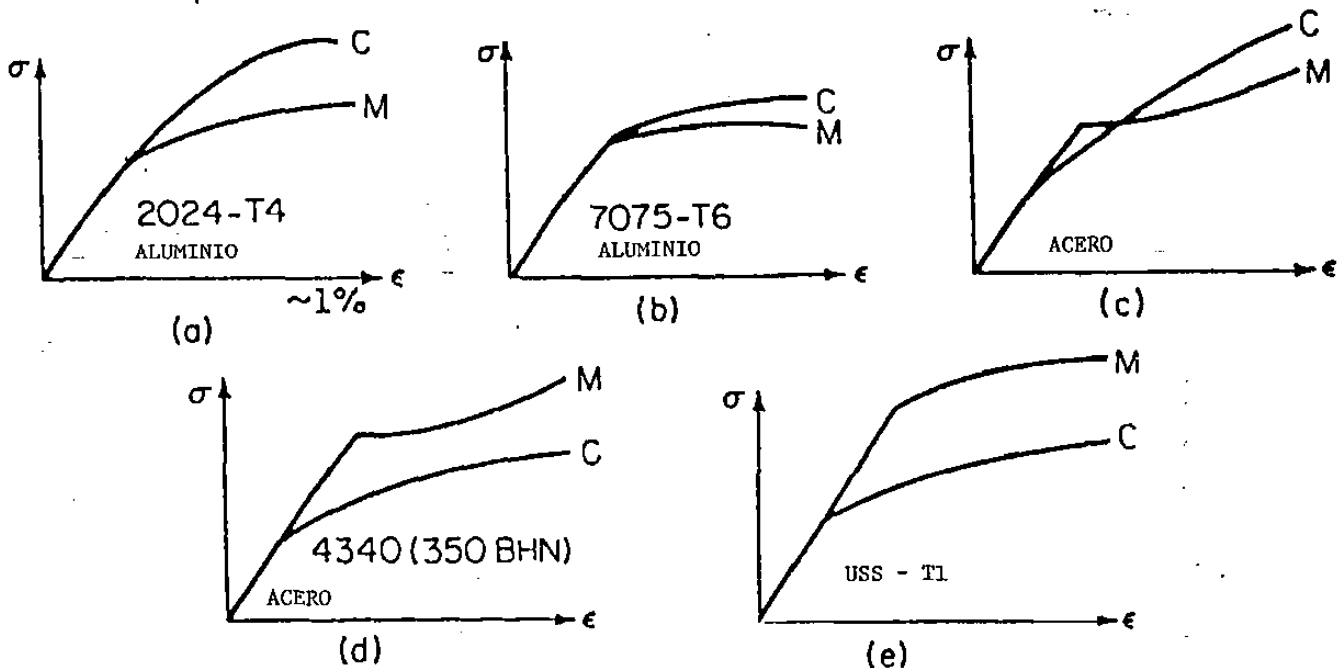 σ C
M
2024-T4
ALUMINIO
~1% ϵ
(a)
σ C
M
7075-T6
ALUMINIO
ϵ
(b)
σ C
M
ACERO
ϵ
(c)
σ M
C
4340 (350 BHN)
ACERO
ϵ
(d)
σ M
C
USS - T1
ϵ
(e)